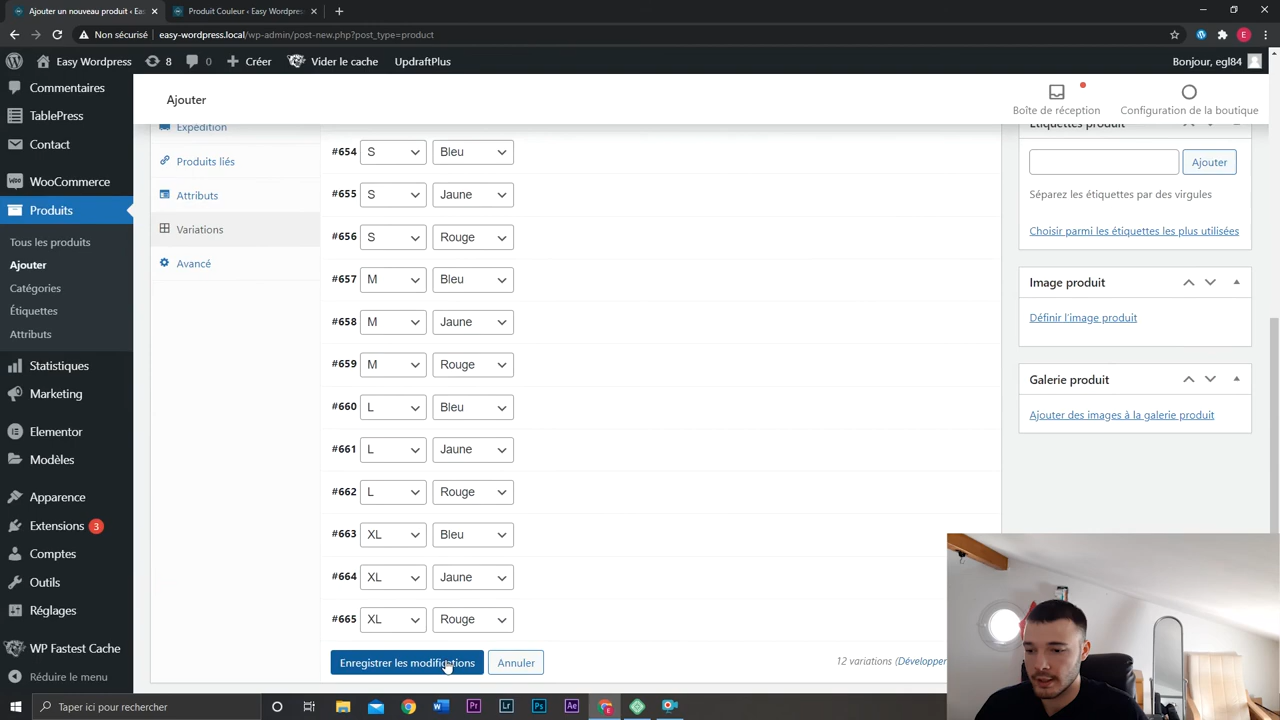 Ajouter un nouveau produit ‹ Eas
Produit Couleur ‹ Easy Wordpres
Non sécurisé
easy-wordpress.local/wp-admin/post-new.php?post_type=product
Easy Wordpress
8
0
Créer
Vider le cache
UpdraftPlus
Bonjour, egl84
Commentaires
TablePress
Contact
WooCommerce
Produits
Tous les produits
Ajouter
Catégories
Étiquettes
Attributs
Statistiques
Marketing
Elementor
Modèles
Apparence
Extensions 3
Comptes
Outils
Réglages
WP Fastest Cache
Réduire le menu
Ajouter
Boîte de réception
Configuration de la boutique
Expédition
Produits liés
Attributs
Variations
Avancé
#654 S Bleu
#655 S Jaune
#656 S Rouge
#657 M Bleu
#658 M Jaune
#659 M Rouge
#660 L Bleu
#661 L Jaune
#662 L Rouge
#663 XL Bleu
#664 XL Jaune
#665 XL Rouge
Enregistrer les modifications
Annuler
12 variations (Développer
Étiquettes produit
Ajouter
Séparez les étiquettes par des virgules
Choisir parmi les étiquettes les plus utilisées
Image produit
Définir l'image produit
Galerie produit
Ajouter des images à la galerie produit
Taper ici pour rechercher